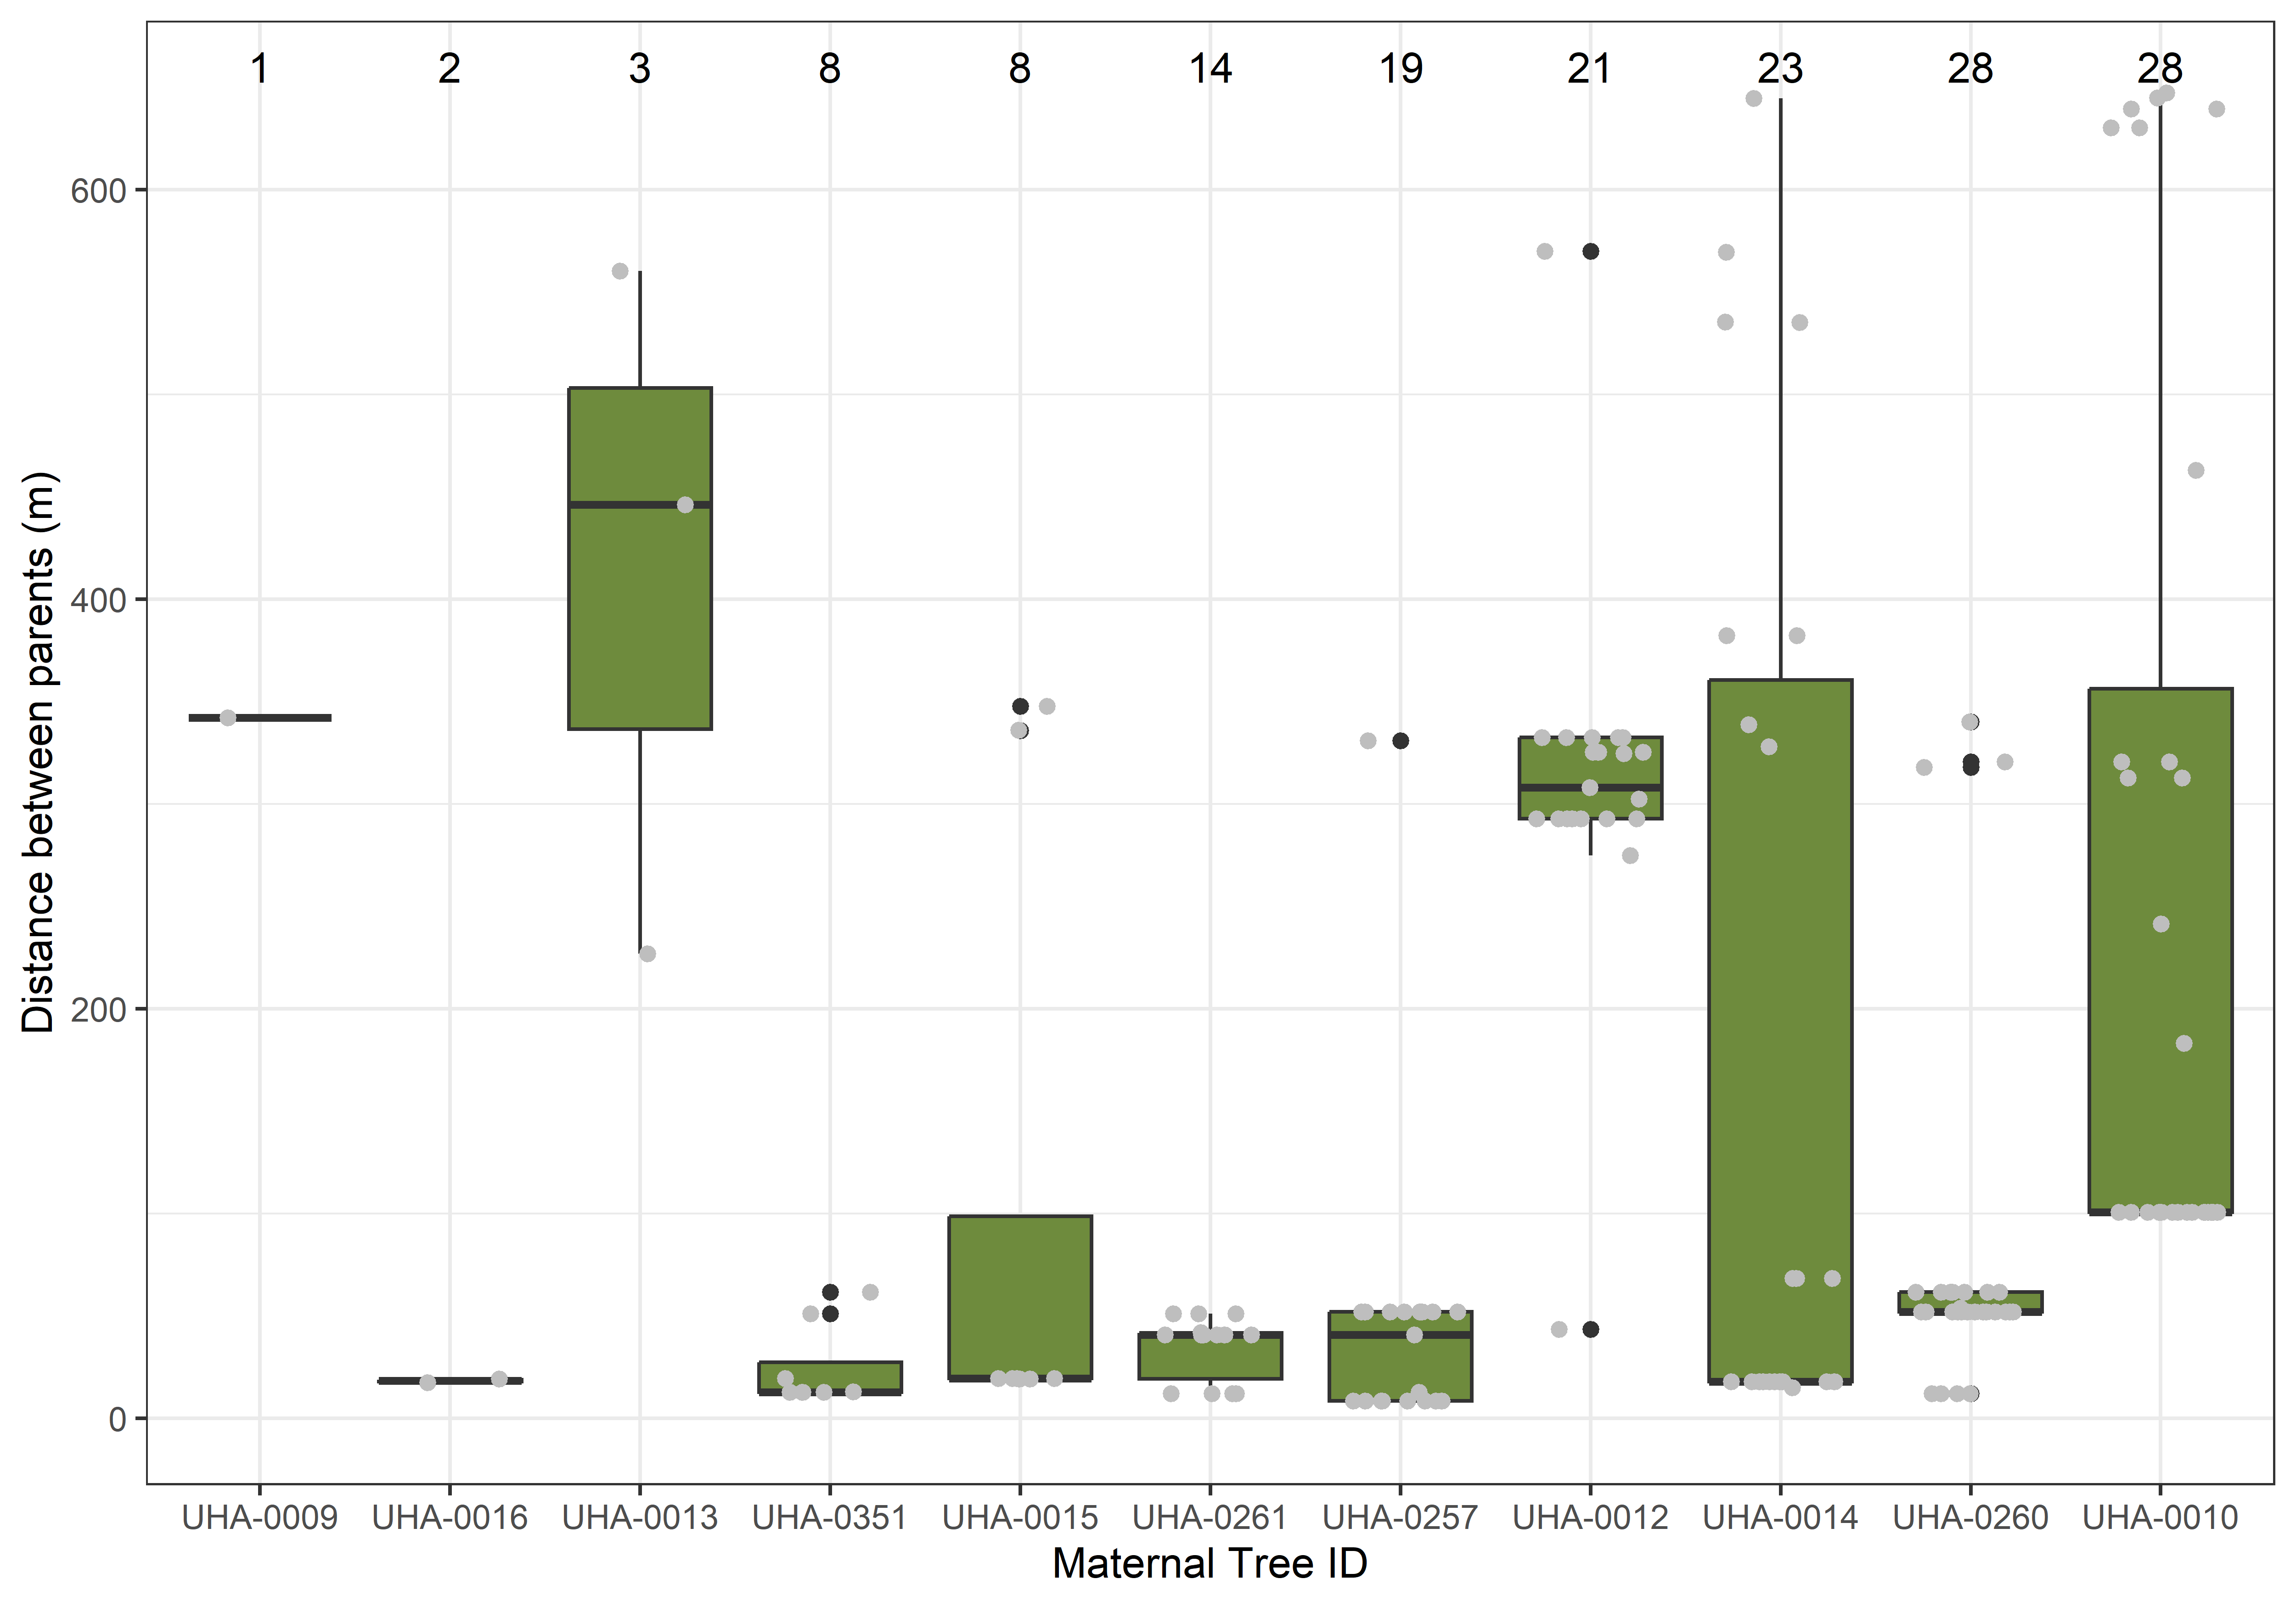 1 2 3 8 8 14 19 21 23 28 28
600
400
200
0
Distance between parents (m)
UHA-0009 UHA-0016 UHA-0013 UHA-0351 UHA-0015 UHA-0261 UHA-0257 UHA-0012 UHA-0014 UHA-0260 UHA-0010
Maternal Tree ID